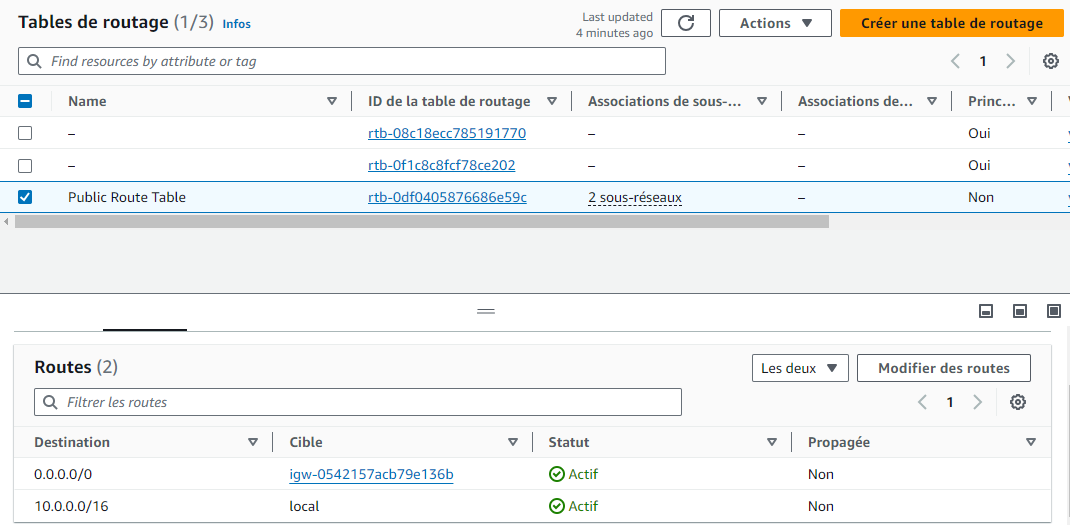 Tables de routage (1/3) Infos
Last updated
4 minutes ago
Actions
Créer une table de routage
Find resources by attribute or tag
1
Name ID de la table de routage Associations de sous-... Associations de... Princ...
– rtb-08c18ecc785191770 – – Oui
– rtb-0f1c8c8fcf78ce202 – – Oui
Public Route Table rtb-0df0405876686e59c 2 sous-réseaux – Non
Routes (2)
Les deux
Modifier des routes
Filtrer les routes
1
Destination Cible Statut Propagée
0.0.0.0/0 igw-0542157acb79e136b Actif Non
10.0.0.0/16 local Actif Non